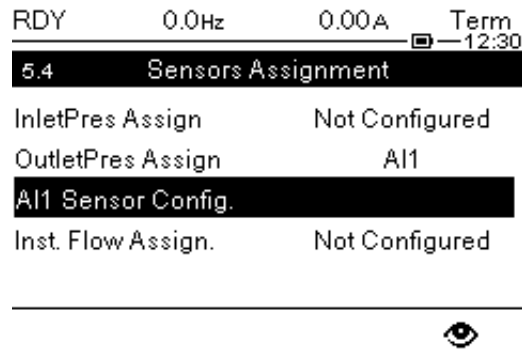 RDY 0.0Hz 0.00A Term
12:30
5.4 Sensors Assignment
InletPres Assign Not Configured
OutletPres Assign AI1
AI1 Sensor Config.
Inst. Flow Assign. Not Configured